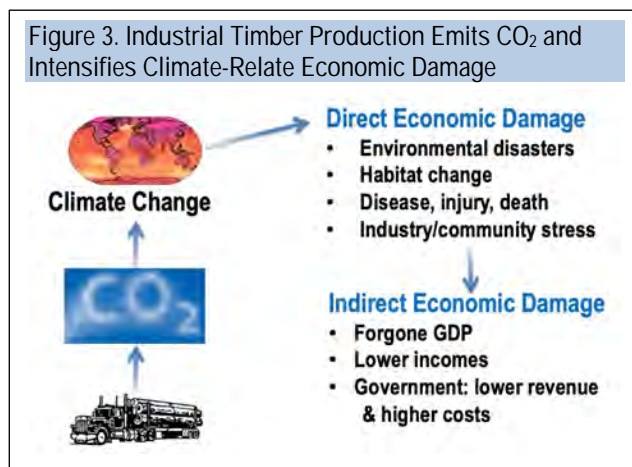 Figure 3. Industrial Timber Production Emits CO₂ and
Intensifies Climate-Relate Economic Damage
Climate Change
CO₂
Direct Economic Damage
• Environmental disasters
• Habitat change
• Disease, injury, death
• Industry/community stress
Indirect Economic Damage
• Forgone GDP
• Lower incomes
• Government: lower revenue
& higher costs